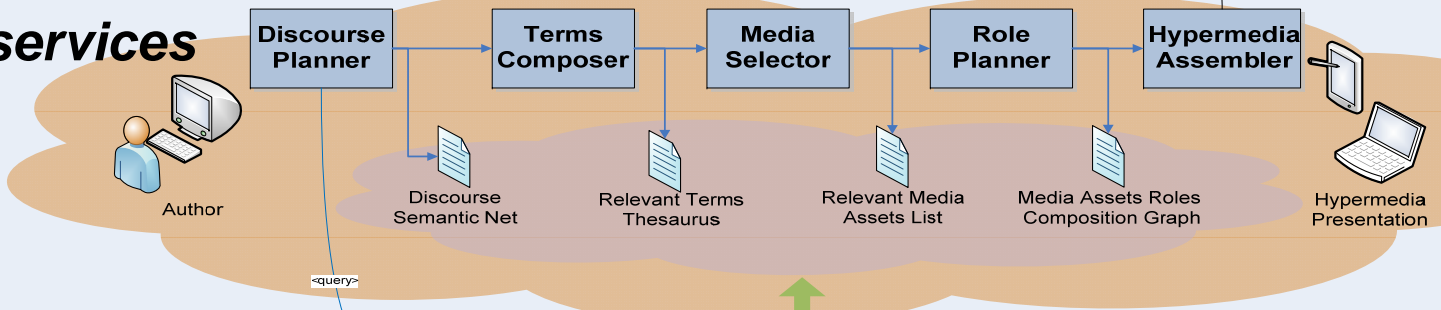 services
Discourse
Planner
Terms
Composer
Media
Selector
Role
Planner
Hypermedia
Assembler
Author
Discourse
Semantic Net
Relevant Terms
Thesaurus
Relevant Media
Assets List
Media Assets Roles
Composition Graph
Hypermedia
Presentation
<query>